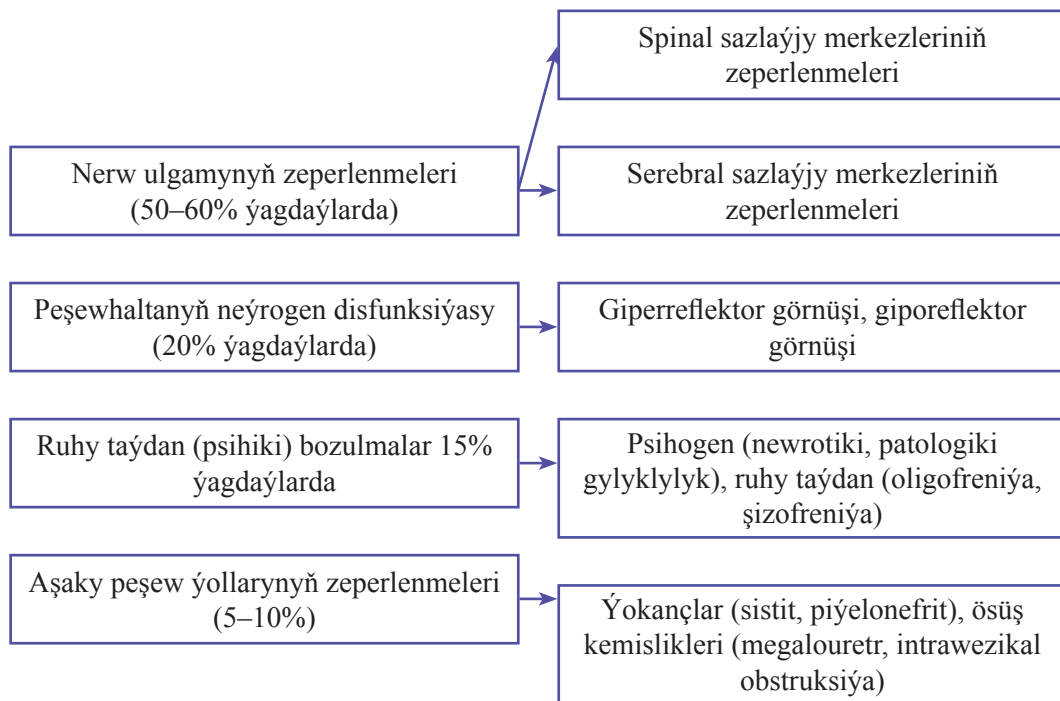 Spinal sazlaýjy merkezleriniň
zeperlenmeleri
Nerw ulgamynyň zeperlenmeleri
(50–60% ýagdaýlarda)
Serebral sazlaýjy merkezleriniň
zeperlenmeleri
Peşewhaltanyň neýrogen disfunksiýasy
(20% ýagdaýlarda)
Giperreflektor görnüşi, giporeflektor
görnüşi
Ruhy taýdan (psihiki) bozulmalar 15%
ýagdaýlarda
Psihogen (newrotiki, patologiki
gylyklylyk), ruhy taýdan (oligofreniýa,
şizofreniýa)
Aşaky peşew ýollarynyň zeperlenmeleri
(5–10%)
Ýokançlar (sistit, piýelonefrit), ösüş
kemislikleri (megalouretr, intrawezikal
obstruksiýa)